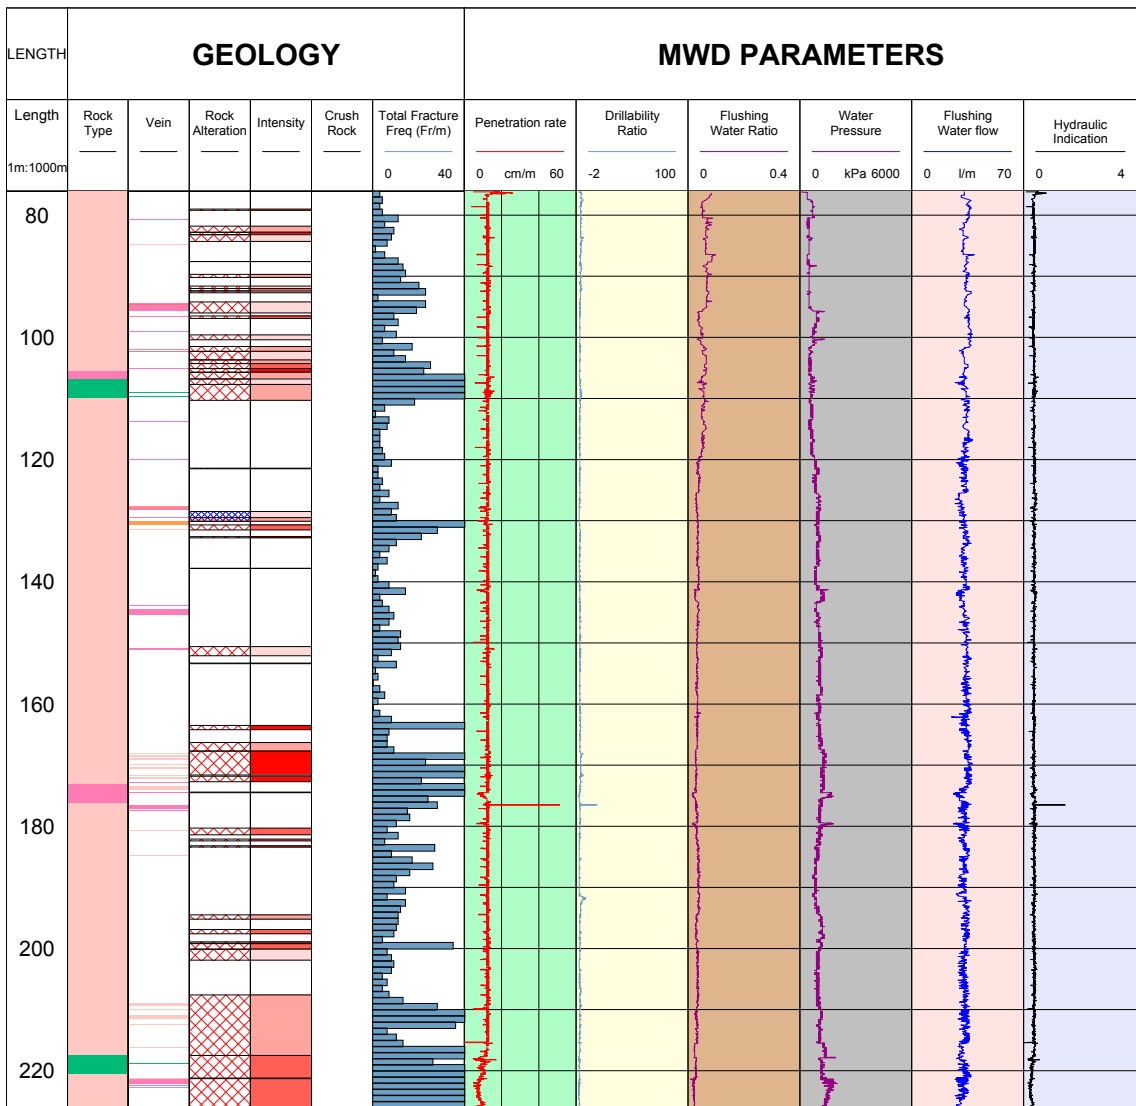 LENGTH GEOLOGY MWD PARAMETERS
Length
1m:1000m
Rock
Type
Vein
Rock
Alteration
Intensity
Crush
Rock
Total Fracture
Freq (Fr/m)
0 40
Penetration rate
0 cm/m 60
Drillability
Ratio
-2 100
Flushing
Water Ratio
0 0.4
Water
Pressure
0 kPa 6000
Flushing
Water flow
0 l/m 70
Hydraulic
Indication
0 4
80
100
120
140
160
180
200
220